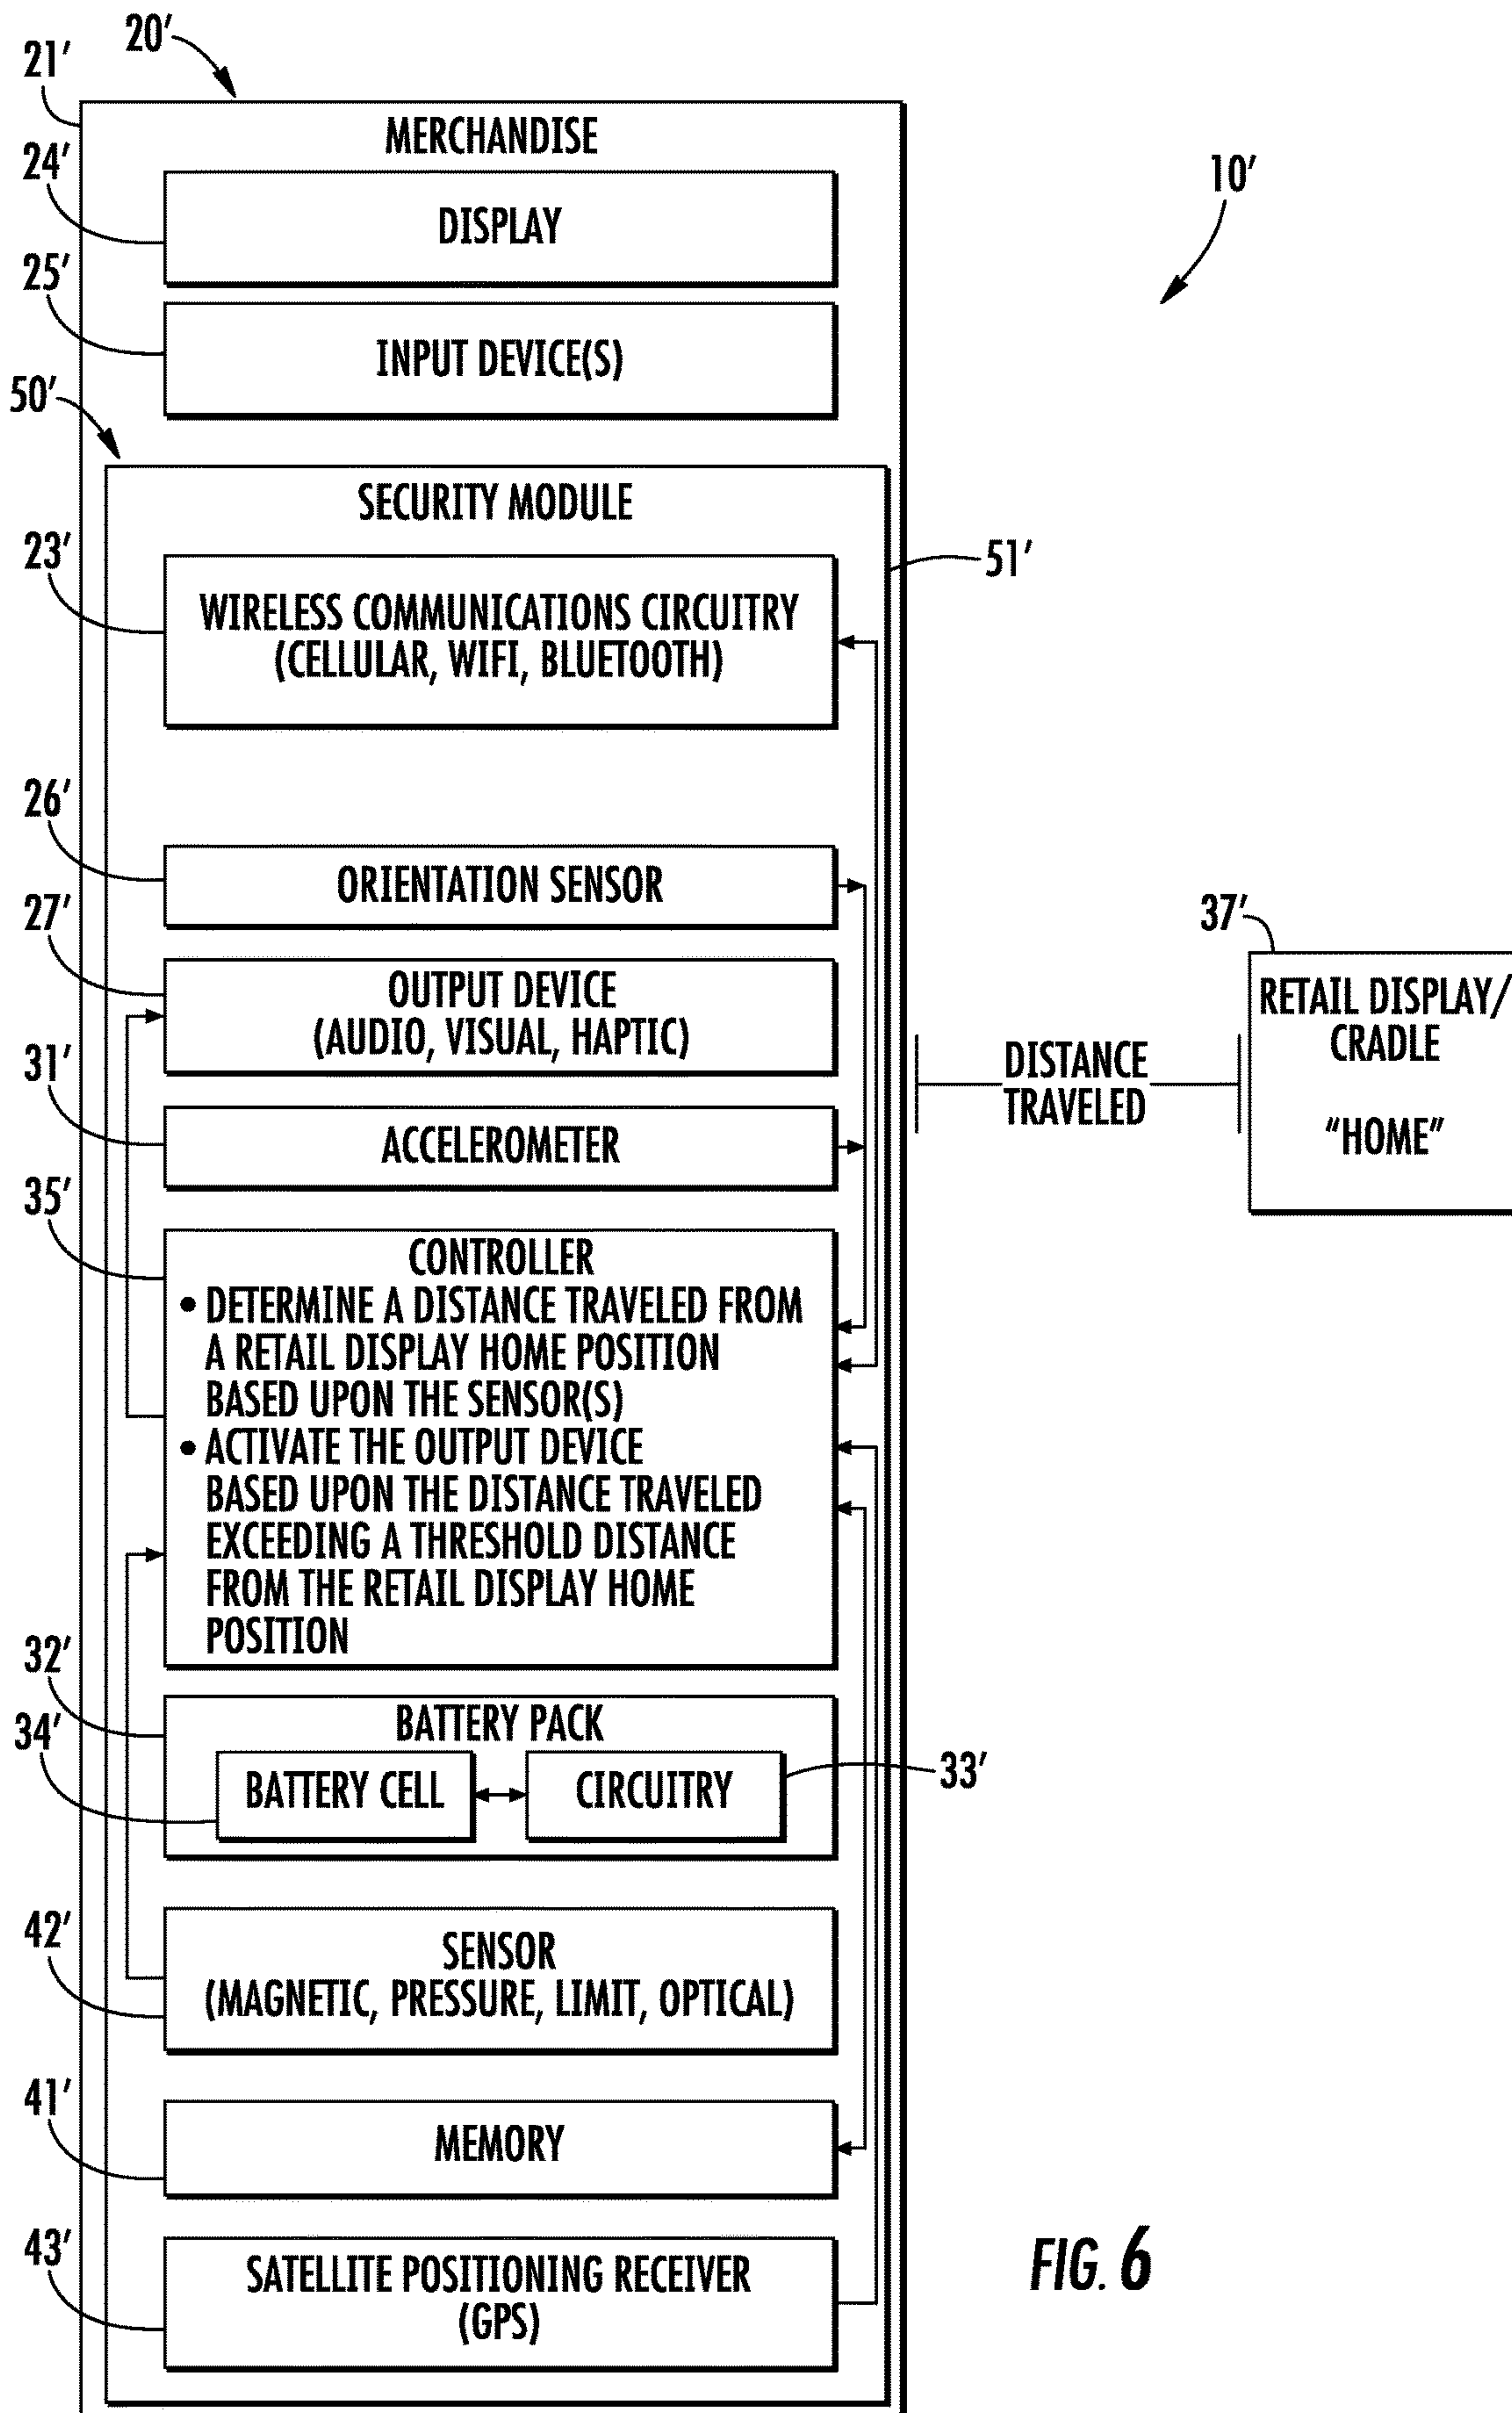 20′
21′
MERCHANDISE
24′
DISPLAY
10′
25′
INPUT DEVICE(S)
50′
SECURITY MODULE
23′
51′
WIRELESS COMMUNICATIONS CIRCUITRY
(CELLULAR, WIFI, BLUETOOTH)
26′
ORIENTATION SENSOR
27′
OUTPUT DEVICE
(AUDIO, VISUAL, HAPTIC)
37′
RETAIL DISPLAY/
CRADLE
“HOME”
DISTANCE
TRAVELED
31′
ACCELEROMETER
35′
CONTROLLER
• DETERMINE A DISTANCE TRAVELED FROM
A RETAIL DISPLAY HOME POSITION
BASED UPON THE SENSOR(S)
• ACTIVATE THE OUTPUT DEVICE
BASED UPON THE DISTANCE TRAVELED
EXCEEDING A THRESHOLD DISTANCE
FROM THE RETAIL DISPLAY HOME
POSITION
32′
BATTERY PACK
34′
BATTERY CELL
CIRCUITRY
33′
42′
SENSOR
(MAGNETIC, PRESSURE, LIMIT, OPTICAL)
41′
MEMORY
43′
SATELLITE POSITIONING RECEIVER
(GPS)
FIG. 6